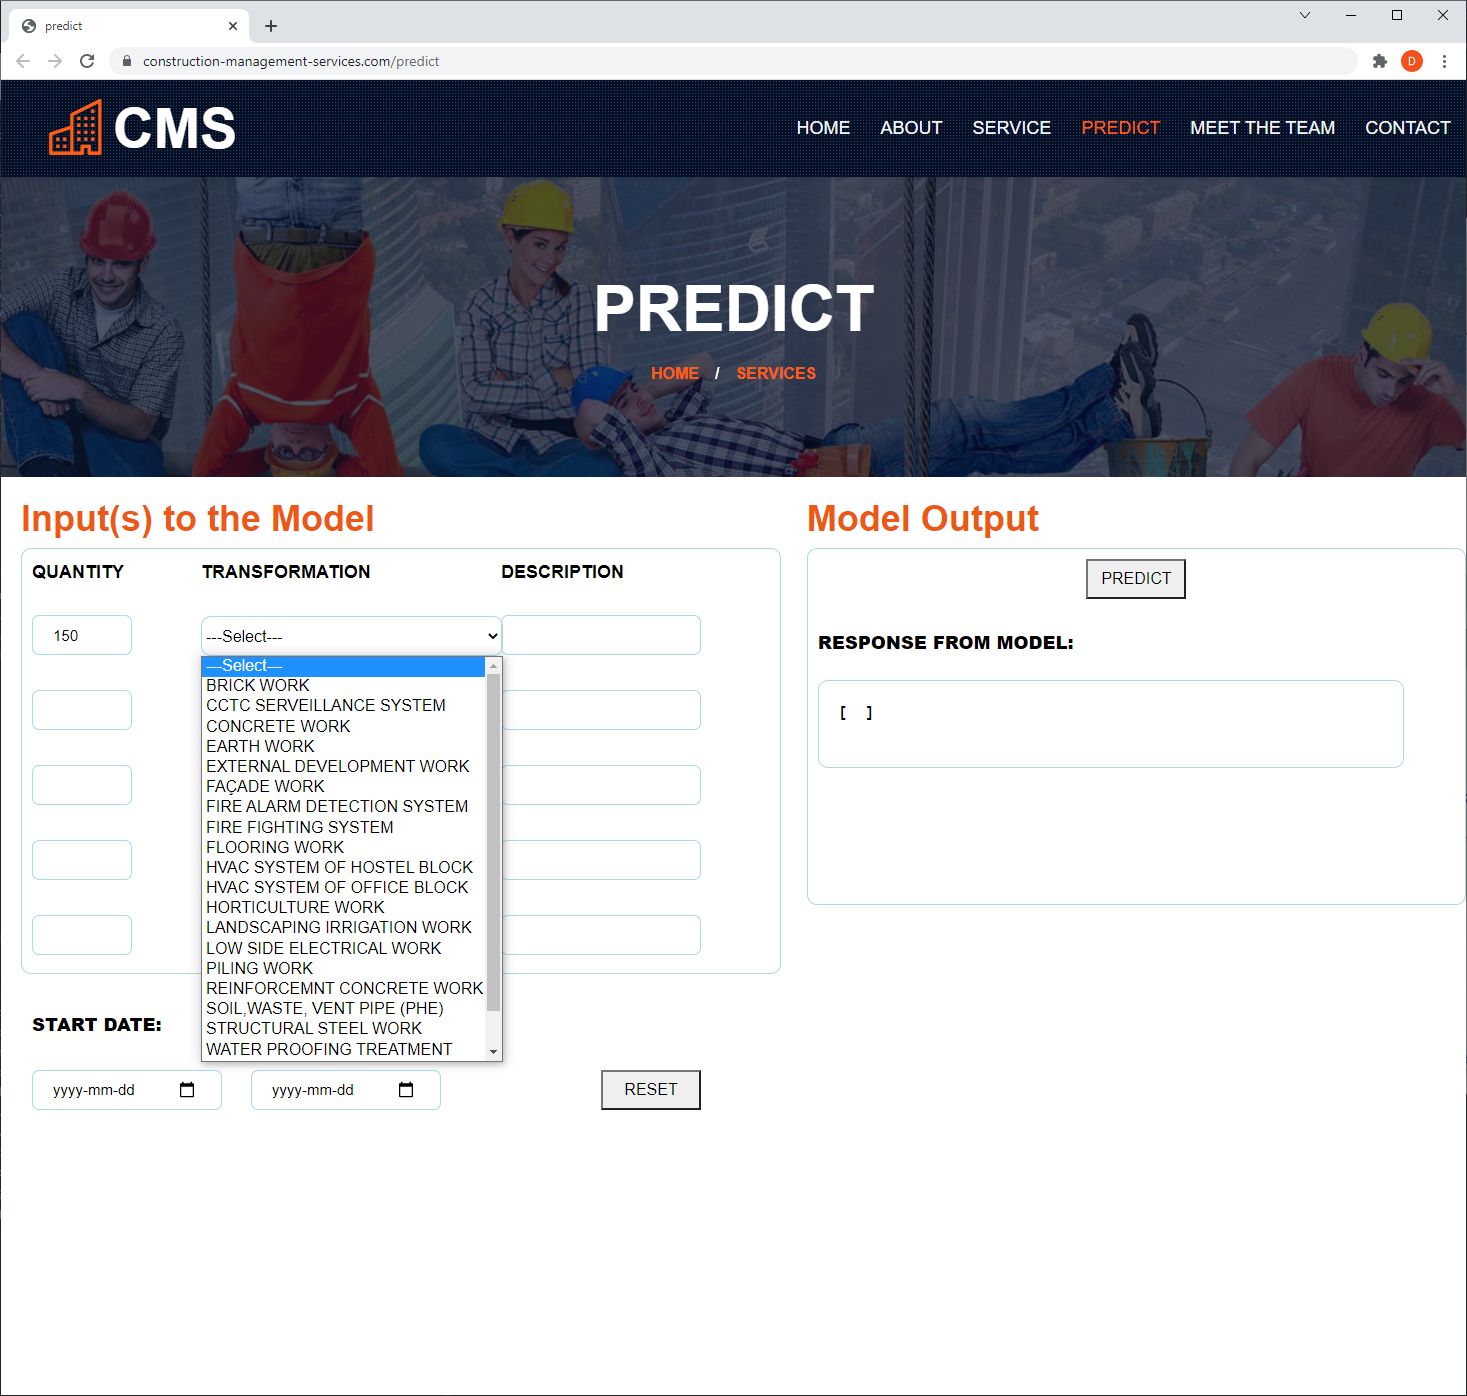 predict
construction-management-services.com/predict
D
CMS
HOME ABOUT SERVICE PREDICT MEET THE TEAM CONTACT
PREDICT
HOME / SERVICES
Input(s) to the Model
QUANTITY TRANSFORMATION DESCRIPTION
150 ---Select---
---Select---
BRICK WORK
CCTC SERVEILLANCE SYSTEM
CONCRETE WORK
EARTH WORK
EXTERNAL DEVELOPMENT WORK
FAÇADE WORK
FIRE ALARM DETECTION SYSTEM
FIRE FIGHTING SYSTEM
FLOORING WORK
HVAC SYSTEM OF HOSTEL BLOCK
HVAC SYSTEM OF OFFICE BLOCK
HORTICULTURE WORK
LANDSCAPING IRRIGATION WORK
LOW SIDE ELECTRICAL WORK
PILING WORK
REINFORCEMNT CONCRETE WORK
SOIL,WASTE, VENT PIPE (PHE)
STRUCTURAL STEEL WORK
WATER PROOFING TREATMENT
START DATE:
yyyy-mm-dd yyyy-mm-dd RESET
Model Output
PREDICT
RESPONSE FROM MODEL:
[ ]